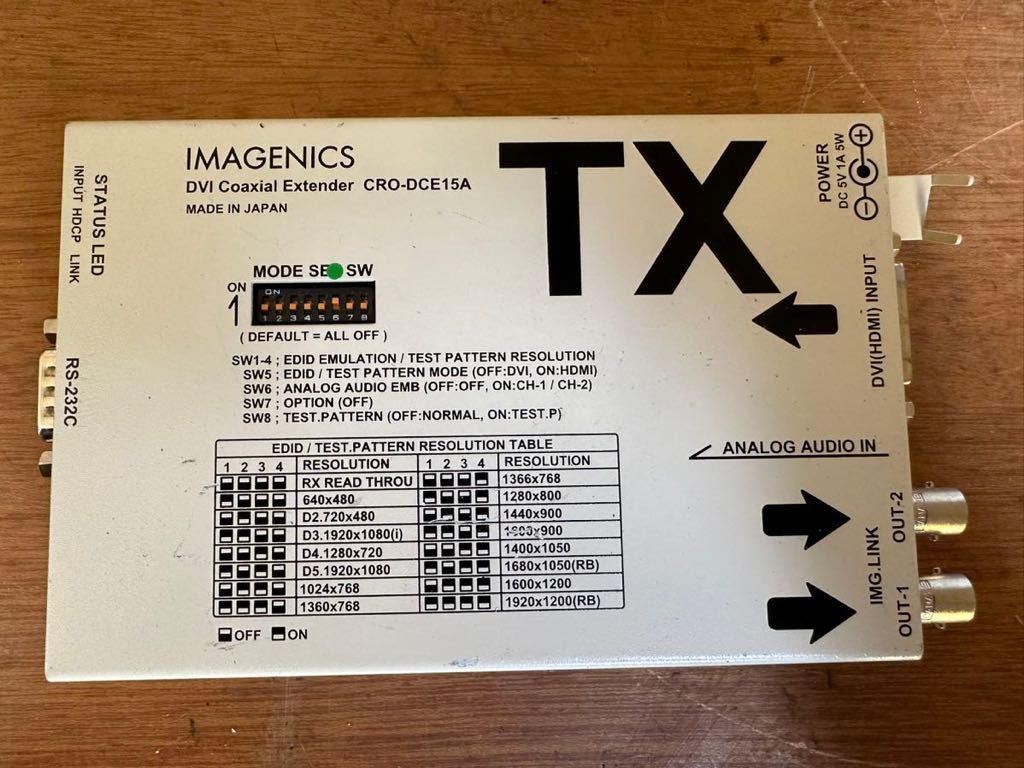 IMAGENICS
DVI Coaxial Extender CRO-DCE15A
MADE IN JAPAN
TX
POWER
DC 5V 1A 5W
STATUS LED
INPUT HDCP LINK
MODE SE SW
ON
ON
1 2 3 4 5 6 7 8
( DEFAULT = ALL OFF )
DVI(HDMI) INPUT
RS-232C
SW1-4 ; EDID EMULATION / TEST PATTERN RESOLUTION
SW5 ; EDID / TEST PATTERN MODE (OFF:DVI, ON:HDMI)
SW6 ; ANALOG AUDIO EMB (OFF:OFF, ON:CH-1 / CH-2)
SW7 ; OPTION (OFF)
SW8 ; TEST.PATTERN (OFF:NORMAL, ON:TEST.P)
ANALOG AUDIO IN
EDID / TEST.PATTERN RESOLUTION TABLE
1 2 3 4 RESOLUTION 1 2 3 4 RESOLUTION
RX READ THROU 1366x768
640x480 1280x800
D2.720x480 1440x900
D3.1920x1080(i) 1600x900
D4.1280x720 1400x1050
D5.1920x1080 1680x1050(RB)
1024x768 1600x1200
1360x768 1920x1200(RB)
OFF ON
IMG.LINK
OUT-2
OUT-1